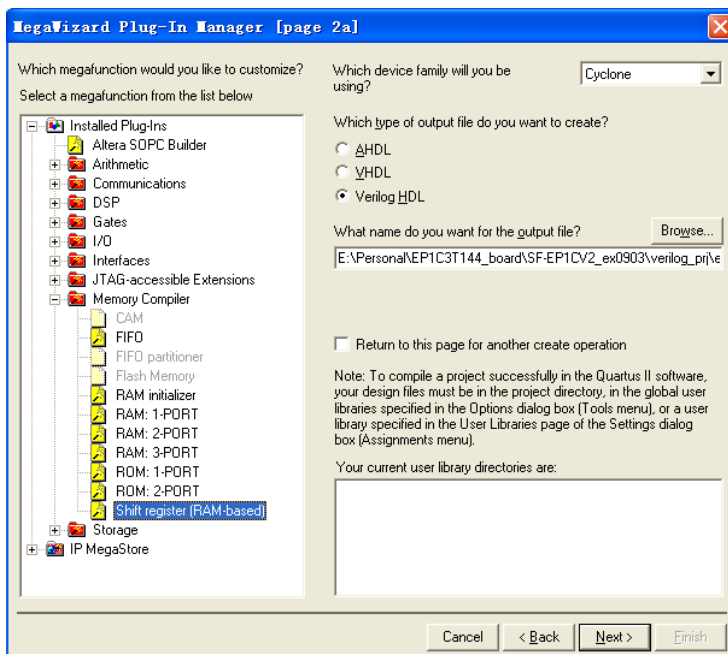 MegaWizard Plug-In Manager [page 2a]
Which megafunction would you like to customize?
Select a megafunction from the list below
Installed Plug-Ins
Altera SOPC Builder
Arithmetic
Communications
DSP
Gates
I/O
Interfaces
JTAG-accessible Extensions
Memory Compiler
CAM
FIFO
FIFO partitioner
Flash Memory
RAM initializer
RAM: 1-PORT
RAM: 2-PORT
RAM: 3-PORT
ROM: 1-PORT
ROM: 2-PORT
Shift register (RAM-based)
Storage
IP MegaStore
Which device family will you be
using?
Cyclone
Which type of output file do you want to create?
AHDL
VHDL
Verilog HDL
What name do you want for the output file?
Browse...
E:\Personal\EP1C3T144_board\SF-EP1CV2_ex0903\verilog_prj\e
Return to this page for another create operation
Note: To compile a project successfully in the Quartus II software,
your design files must be in the project directory, in the global user
libraries specified in the Options dialog box (Tools menu), or a user
library specified in the User Libraries page of the Settings dialog
box (Assignments menu).
Your current user library directories are:
Cancel
< Back
Next >
Finish